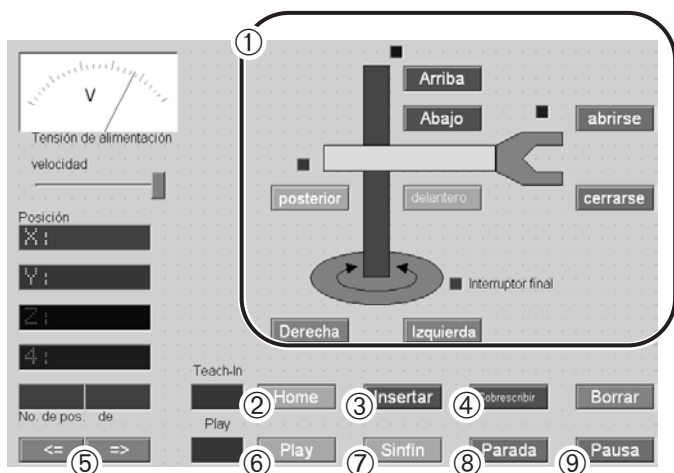 ①
V
Tensión de alimentación
velocidad
Posición
X:
Y:
Z:
4:
No. de pos. de
<= =>
⑤
Arriba
Abajo
abrirse
posterior
delantero
cerrarse
Interruptor final
Derecha
Izquierda
Teach-In
② Home
③ Insertar
④ Sobrescribir
Borrar
Play
⑥ Play
⑦ Sinfín
⑧ Parada
⑨ Pausa